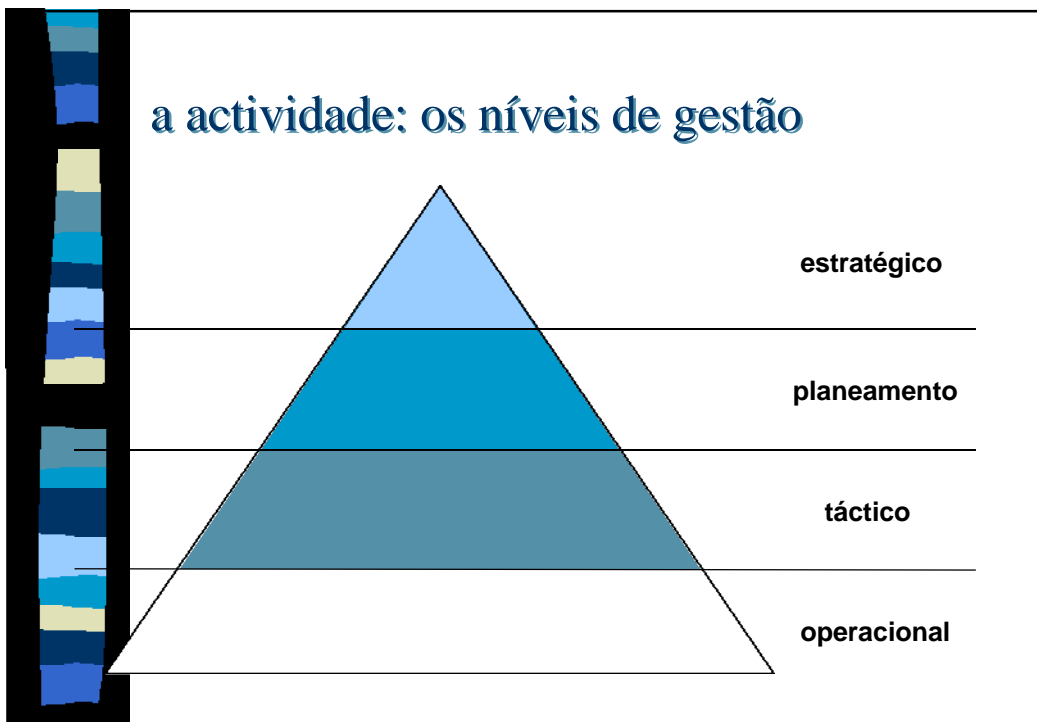 a actividade: os níveis de gestão
estratégico
planeamento
táctico
operacional